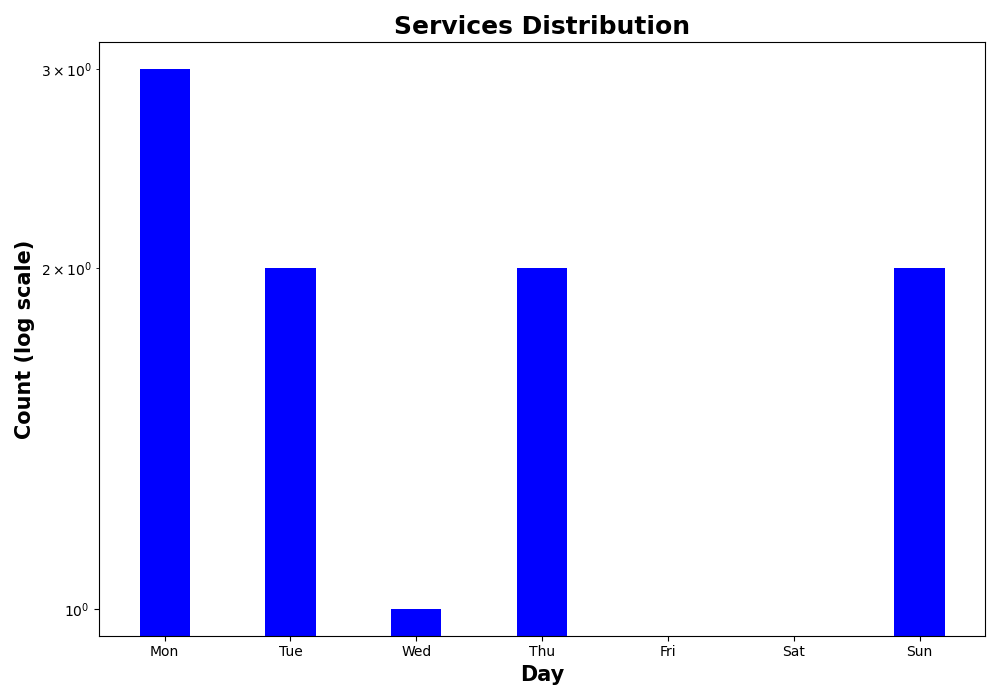 Services Distribution
Count (log scale)
3 × 10⁰
2 × 10⁰
10⁰
Mon Tue Wed Thu Fri Sat Sun
Day